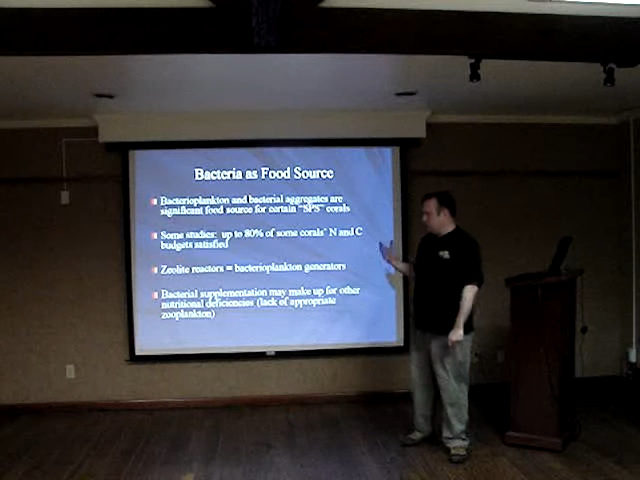 Bacteria as Food Source
Bacterioplankton and bacterial aggregates are
significant food source for certain "SPS" corals
Some studies: up to 80% of some corals' N and C
budgets satisfied
Zeolite reactors = bacterioplankton generators
Bacterial supplementation may make up for other
nutritional deficiencies (lack of appropriate
zooplankton)